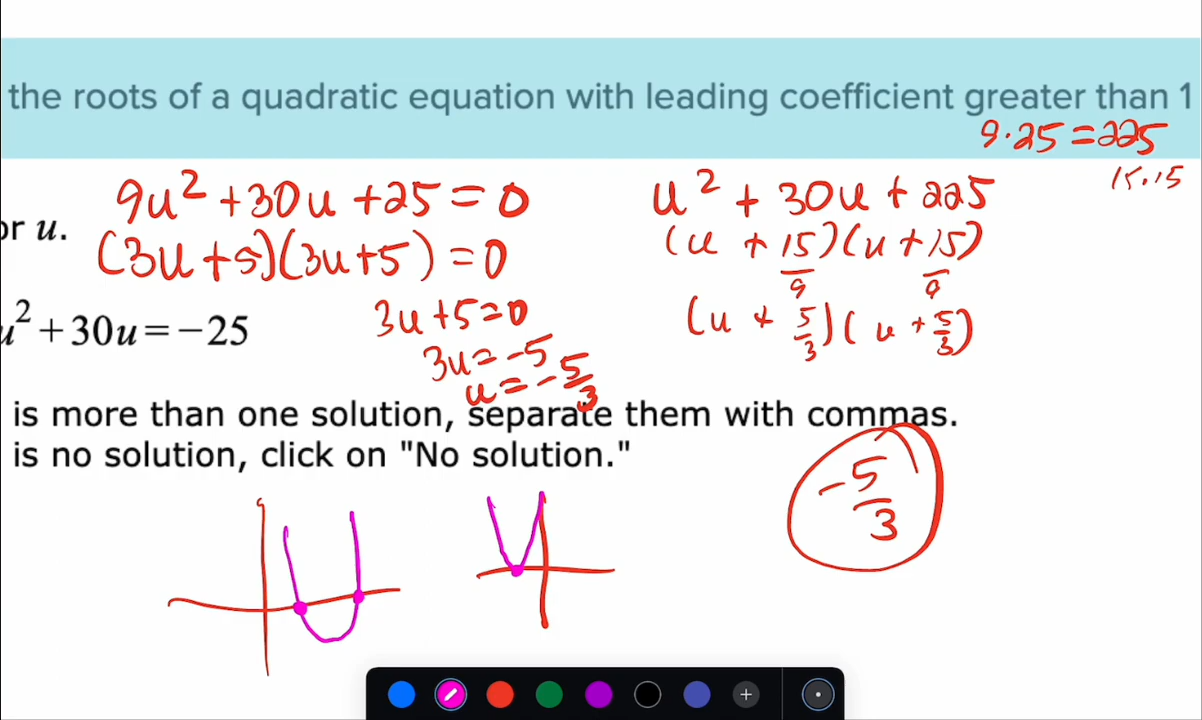 the roots of a quadratic equation with leading coefficient greater than 1
9·25=225
15·15
9u²+30u+25=0
u²+30u+225
or u.
(3u+5)(3u+5)=0
(u+15)(u+15)
9 9
3u+5=0
(u+5/3)(u+5/3)
u²+30u=−25
3u=-5
u=-5/3
is more than one solution, separate them with commas.
is no solution, click on "No solution."
-5/3